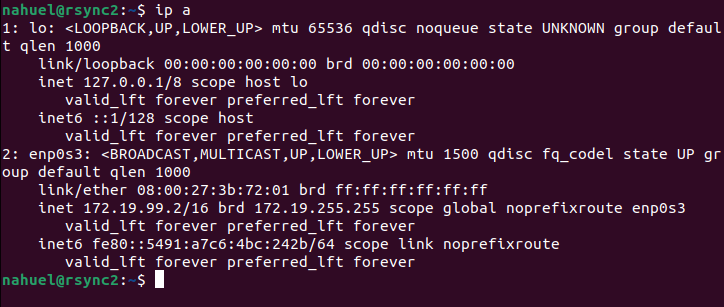 nahuel@rsync2:~$ ip a
1: lo: <LOOPBACK,UP,LOWER_UP> mtu 65536 qdisc noqueue state UNKNOWN group defaul
t qlen 1000
    link/loopback 00:00:00:00:00:00 brd 00:00:00:00:00:00
    inet 127.0.0.1/8 scope host lo
       valid_lft forever preferred_lft forever
    inet6 ::1/128 scope host
       valid_lft forever preferred_lft forever
2: enp0s3: <BROADCAST,MULTICAST,UP,LOWER_UP> mtu 1500 qdisc fq_codel state UP gr
oup default qlen 1000
    link/ether 08:00:27:3b:72:01 brd ff:ff:ff:ff:ff:ff
    inet 172.19.99.2/16 brd 172.19.255.255 scope global noprefixroute enp0s3
       valid_lft forever preferred_lft forever
    inet6 fe80::5491:a7c6:4bc:242b/64 scope link noprefixroute
       valid_lft forever preferred_lft forever
nahuel@rsync2:~$